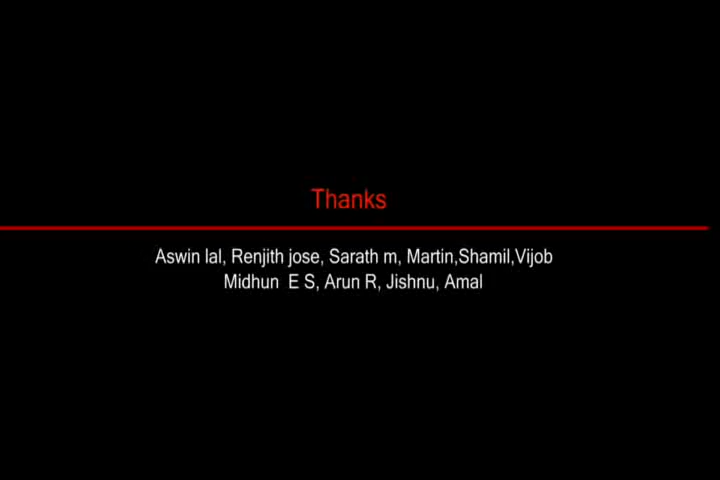 Thanks
Aswin lal, Renjith jose, Sarath m, Martin,Shamil,Vijob
Midhun  E S, Arun R, Jishnu, Amal